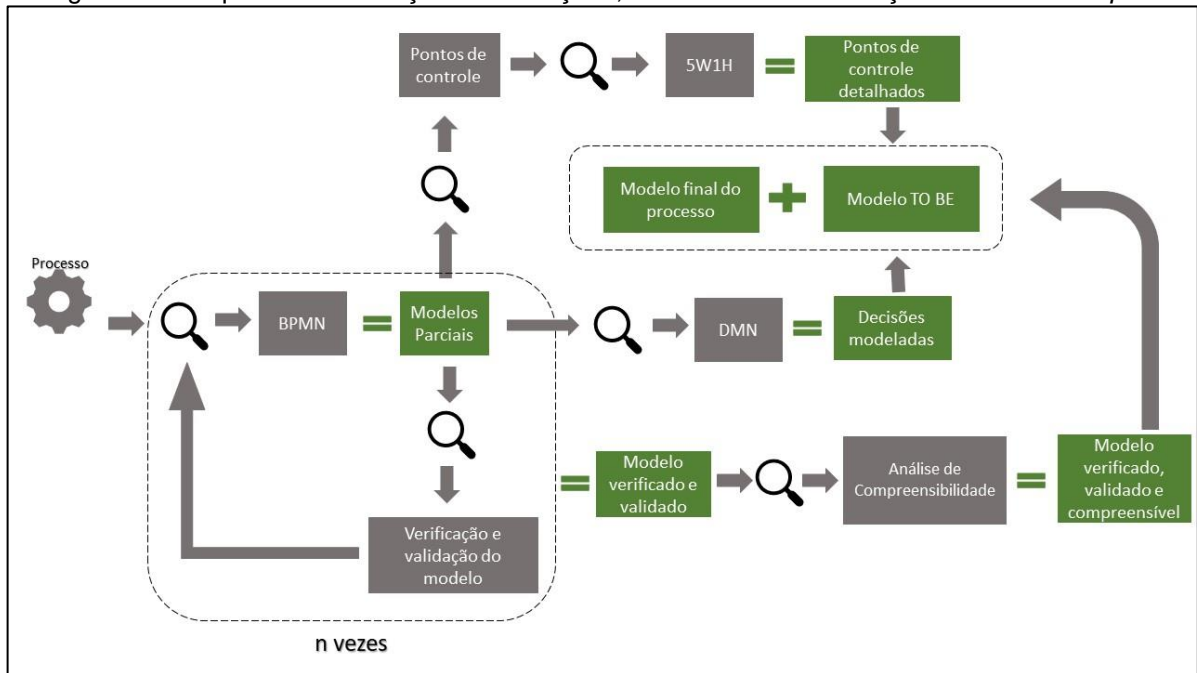 Pontos de
controle
5W1H
Pontos de
controle
detalhados
Modelo final do
processo
Modelo TO BE
Processo
BPMN
Modelos
Parciais
DMN
Decisões
modeladas
Modelo
verificado e
validado
Análise de
Compreensibilidade
Modelo
verificado,
validado e
compreensível
Verificação e
validação do
modelo
n vezes